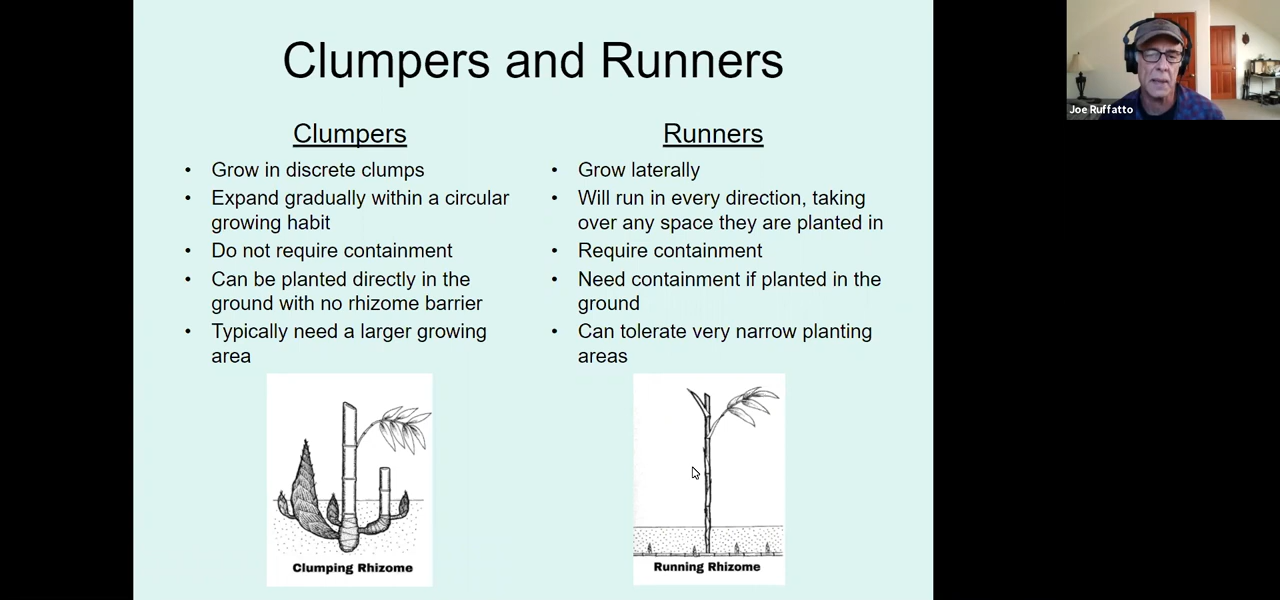 Clumpers and Runners
Clumpers
• Grow in discrete clumps
• Expand gradually within a circular
growing habit
• Do not require containment
• Can be planted directly in the
ground with no rhizome barrier
• Typically need a larger growing
area
Clumping Rhizome
Runners
• Grow laterally
• Will run in every direction, taking
over any space they are planted in
• Require containment
• Need containment if planted in the
ground
• Can tolerate very narrow planting
areas
Running Rhizome
Joe Ruffatto